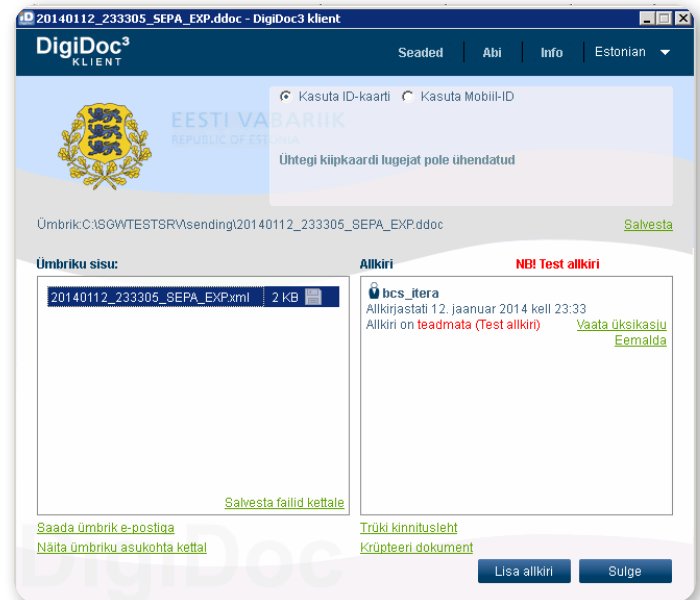 20140112_233305_SEPA_EXP.ddoc - DigiDoc3 klient
DigiDoc³
KLIENT
Seaded Abi Info Estonian
Kasuta ID-kaarti Kasuta Mobiil-ID
EESTI VABARIIK
REPUBLIC OF ESTONIA
Ühtegi kiipkaardi lugejat pole ühendatud
Ümbrik:C:\SGWTESTSRV\sending\20140112_233305_SEPA_EXP.ddoc Salvesta
Ümbriku sisu:
20140112_233305_SEPA_EXP.xml 2 KB
Salvesta failid kettale
Saada ümbrik e-postiga
Näita ümbriku asukohta kettal
Allkiri NB! Test allkiri
bcs_itera
Allkirjastati 12. jaanuar 2014 kell 23:33
Allkiri on teadmata (Test allkiri) Vaata üksikasju
Eemalda
Trüki kinnitusleht
Krüpteeri dokument
DigiDoc
Lisa allkiri Sulge